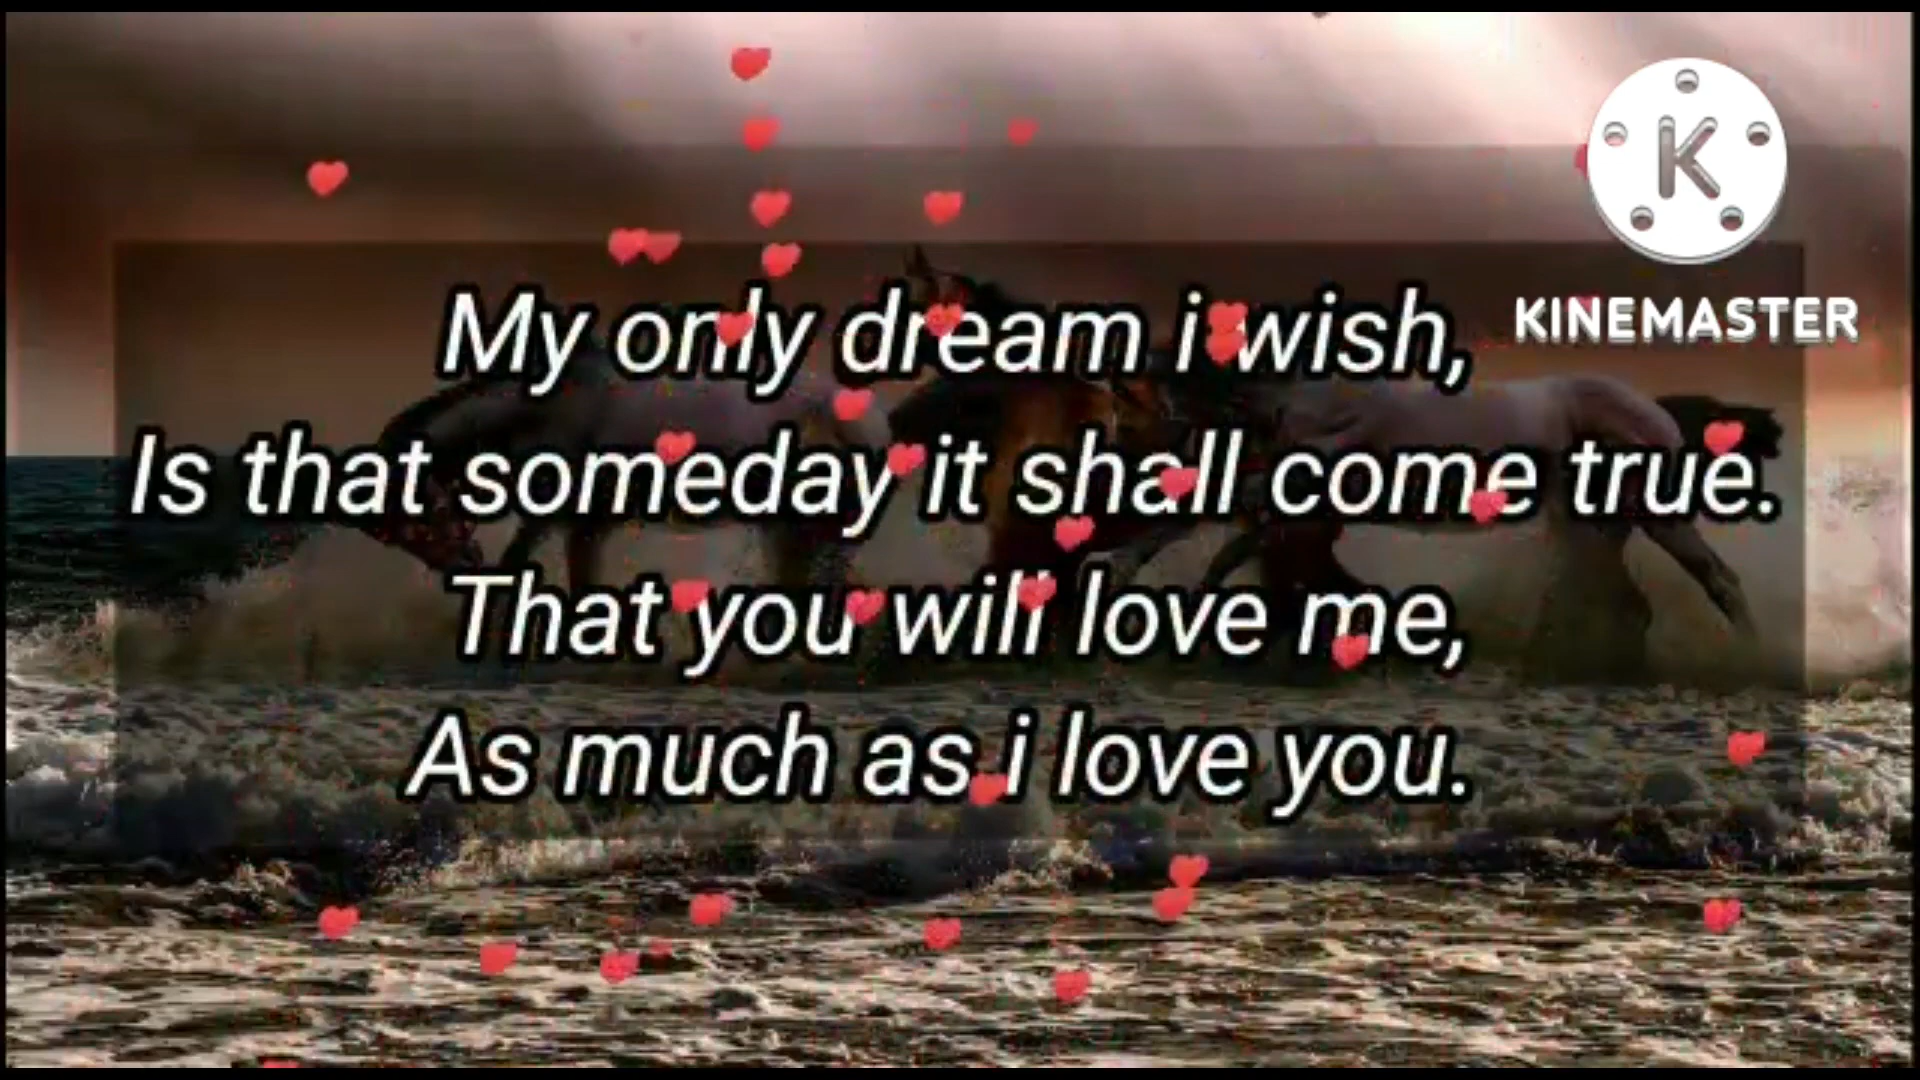 K
KINEMASTER
My only dream i wish,
Is that someday it shall come true.
That you will love me,
As much as i love you.